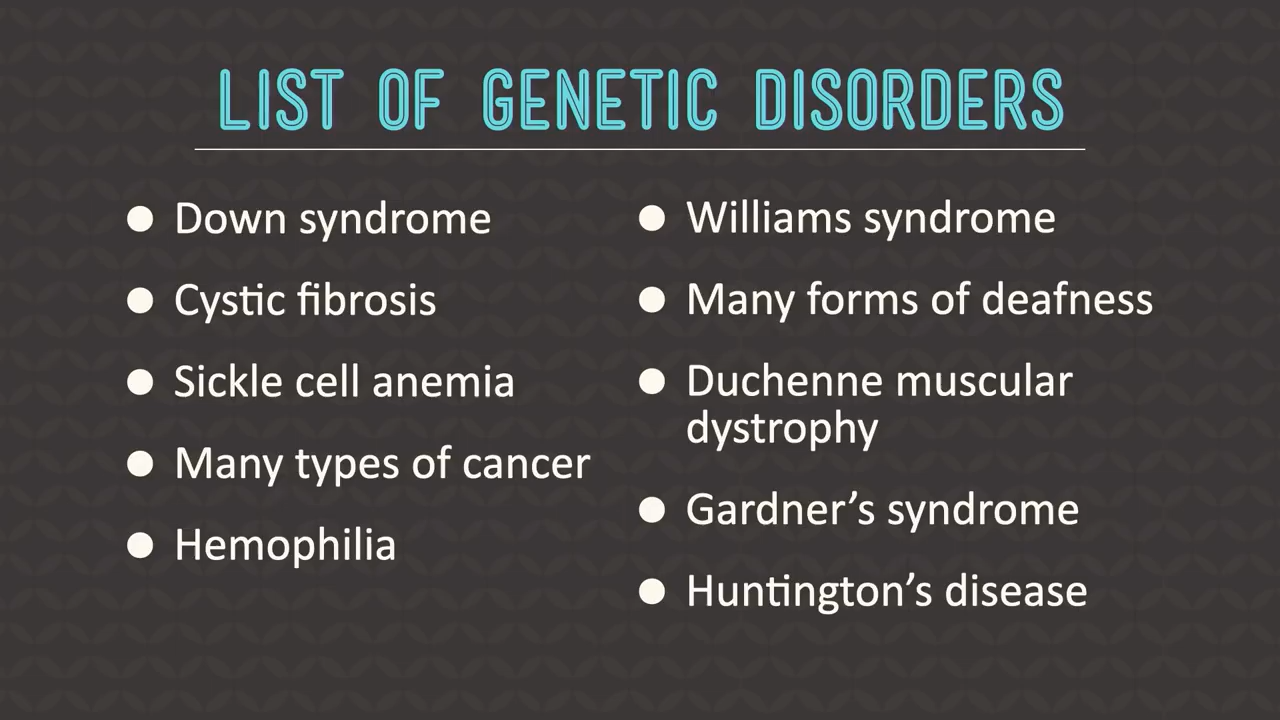 LIST OF GENETIC DISORDERS
● Down syndrome
● Cystic fibrosis
● Sickle cell anemia
● Many types of cancer
● Hemophilia
● Williams syndrome
● Many forms of deafness
● Duchenne muscular
dystrophy
● Gardner’s syndrome
● Huntington’s disease